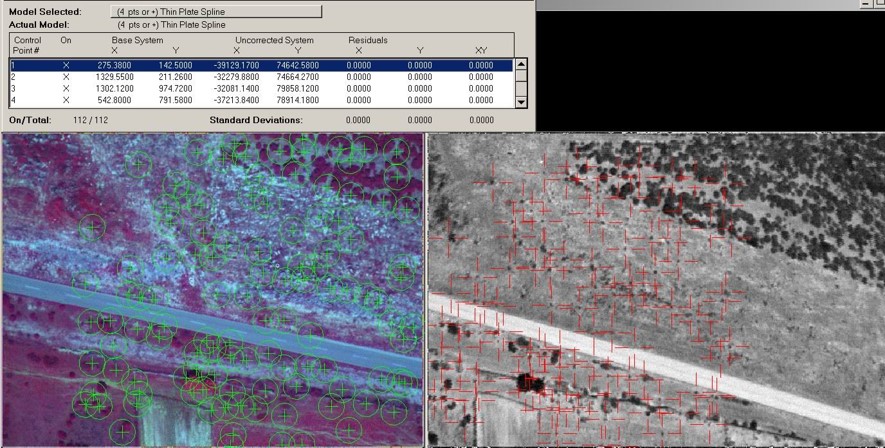 Model Selected: (4 pts or +) Thin Plate Spline
Actual Model: (4 pts or +) Thin Plate Spline
Control On Base System Uncorrected System Residuals
Point # X Y X Y X Y XY
1 X 275.3800 142.5000 -39129.1700 74642.5800 0.0000 0.0000 0.0000
2 X 1329.5500 211.2600 -32279.8800 74664.2700 0.0000 0.0000 0.0000
3 X 1302.1200 974.7200 -32081.1400 79858.1200 0.0000 0.0000 0.0000
4 X 542.8000 791.5800 -37213.8400 78914.1800 0.0000 0.0000 0.0000
On/Total: 112 / 112 Standard Deviations: 0.0000 0.0000 0.0000